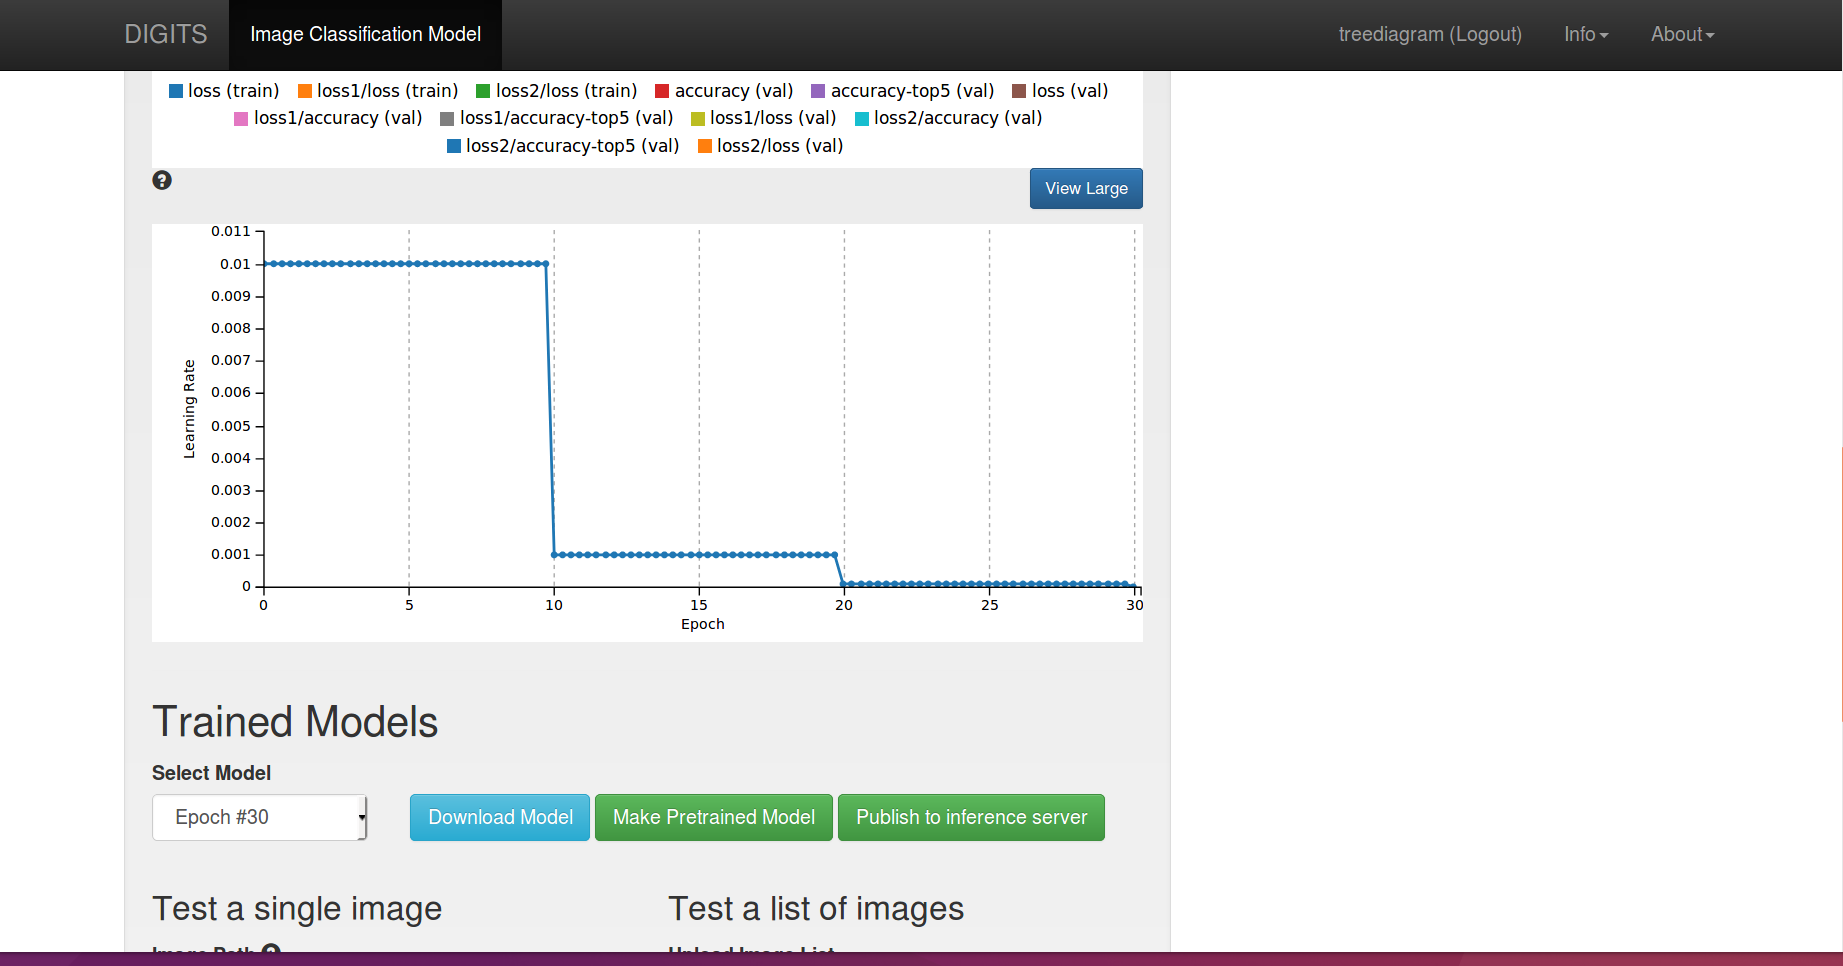 DIGITS Image Classification Model treediagram (Logout) Info About
loss (train) loss1/loss (train) loss2/loss (train) accuracy (val) accuracy-top5 (val) loss (val)
loss1/accuracy (val) loss1/accuracy-top5 (val) loss1/loss (val) loss2/accuracy (val)
loss2/accuracy-top5 (val) loss2/loss (val)
?
View Large
0.011
0.01
0.009
0.008
0.007
0.006
0.005
0.004
0.003
0.002
0.001
0
Learning Rate
0 5 10 15 20 25 30
Epoch
Trained Models
Select Model
Epoch #30 Download Model Make Pretrained Model Publish to inference server
Test a single image Test a list of images
Image Path ? Upload Image List